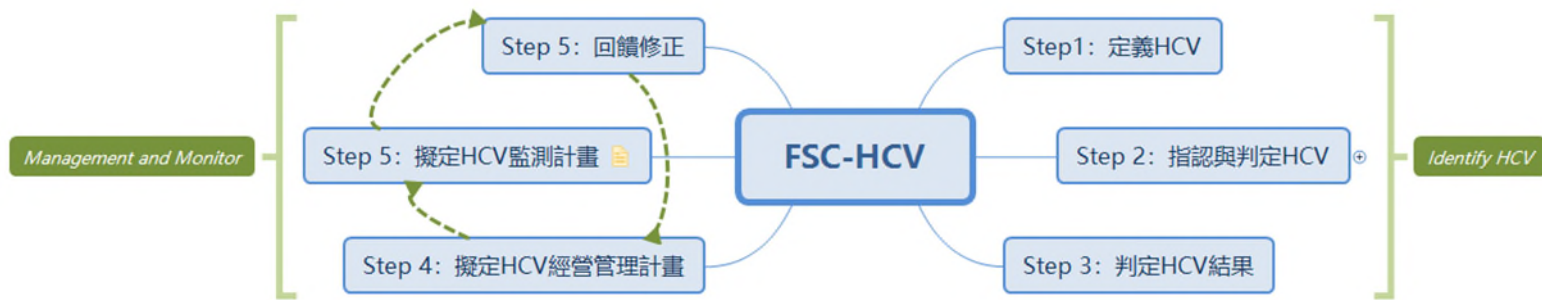 Step 5：回饋修正
Step1：定義HCV
Management and Monitor
Step 5：擬定HCV監測計畫
FSC-HCV
Step 2：指認與判定HCV
Identify HCV
Step 4：擬定HCV經營管理計畫
Step 3：判定HCV結果